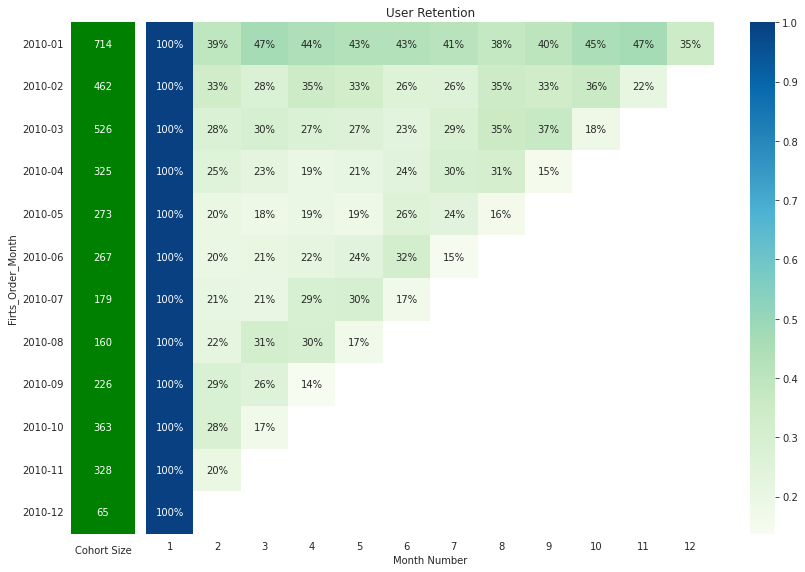 User Retention
Firts_Order_Month
2010-01 714 100% 39% 47% 44% 43% 43% 41% 38% 40% 45% 47% 35%
2010-02 462 100% 33% 28% 35% 33% 26% 26% 35% 33% 36% 22%
2010-03 526 100% 28% 30% 27% 27% 23% 29% 35% 37% 18%
2010-04 325 100% 25% 23% 19% 21% 24% 30% 31% 15%
2010-05 273 100% 20% 18% 19% 19% 26% 24% 16%
2010-06 267 100% 20% 21% 22% 24% 32% 15%
2010-07 179 100% 21% 21% 29% 30% 17%
2010-08 160 100% 22% 31% 30% 17%
2010-09 226 100% 29% 26% 14%
2010-10 363 100% 28% 17%
2010-11 328 100% 20%
2010-12 65 100%
Cohort Size 1 2 3 4 5 6 7 8 9 10 11 12
Month Number
1.0
0.9
0.8
0.7
0.6
0.5
0.4
0.3
0.2